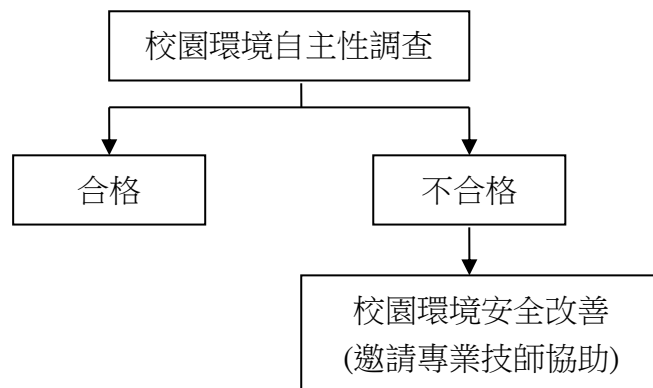 校園環境自主性調查
合格
不合格
校園環境安全改善
(邀請專業技師協助)